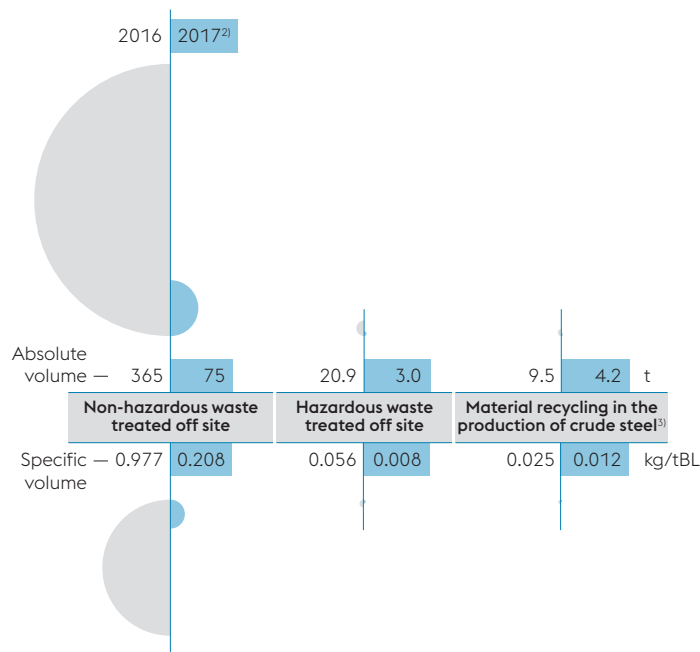 2016 2017²⁾
Absolute
volume — 365 75 20.9 3.0 9.5 4.2 t
Non-hazardous waste
treated off site
Hazardous waste
treated off site
Material recycling in the
production of crude steel³⁾
Specific — 0.977 0.208 0.056 0.008 0.025 0.012 kg/tBL
volume